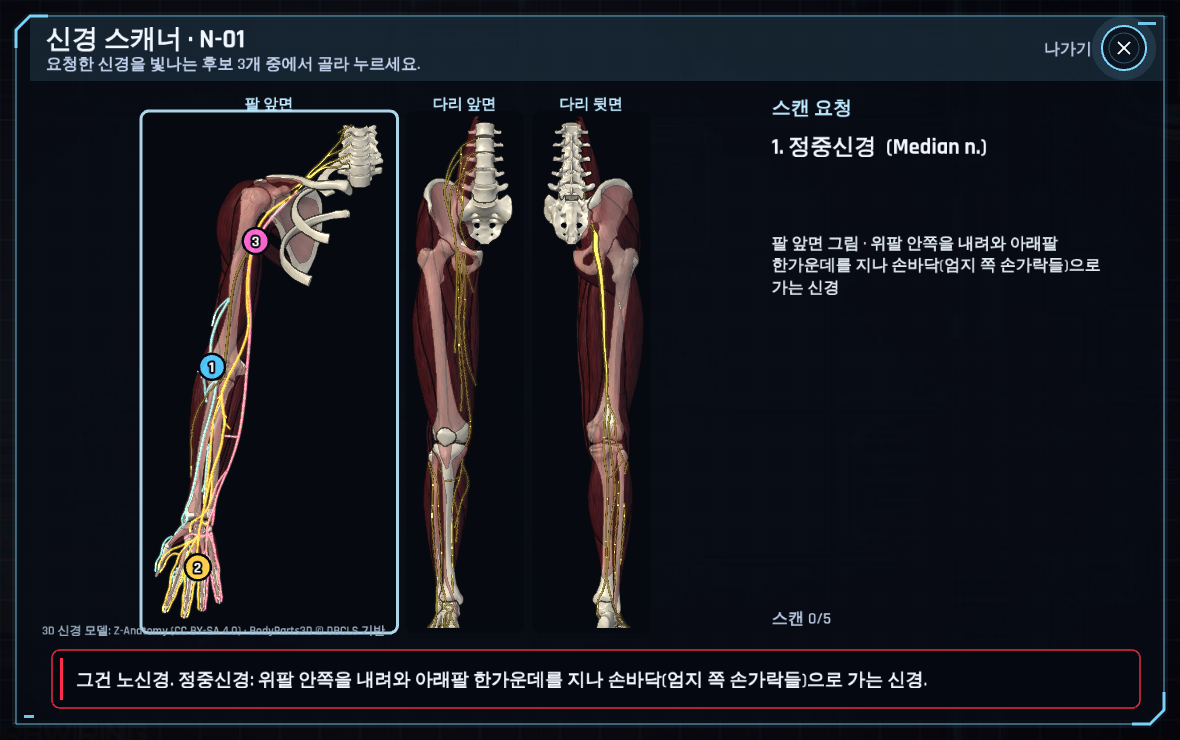 신경 스캐너 · N-01
요청한 신경을 빛나는 후보 3개 중에서 골라 누르세요.
나가기
팔 앞면
다리 앞면
다리 뒷면
스캔 요청
1. 정중신경 (Median n.)
팔 앞면 그림 · 위팔 안쪽을 내려와 아래팔
한가운데를 지나 손바닥(엄지 쪽 손가락들)으로
가는 신경
3
1
2
스캔 0/5
3D 신경 모델: Z-Anatomy (CC BY-SA 4.0) · BodyParts3D © DBCLS 기반
그건 노신경. 정중신경: 위팔 안쪽을 내려와 아래팔 한가운데를 지나 손바닥(엄지 쪽 손가락들)으로 가는 신경.